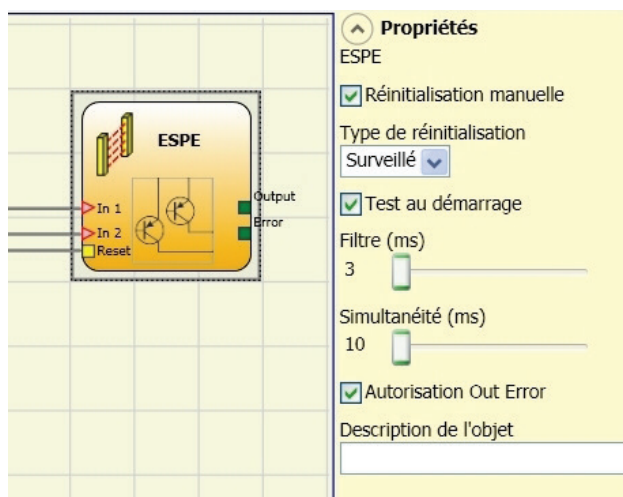 ESPE
In 1
In 2
Reset
Output
Error
Propriétés
ESPE
Réinitialisation manuelle
Type de réinitialisation
Surveillé
Test au démarrage
Filtre (ms)
3
Simultanéité (ms)
10
Autorisation Out Error
Description de l'objet